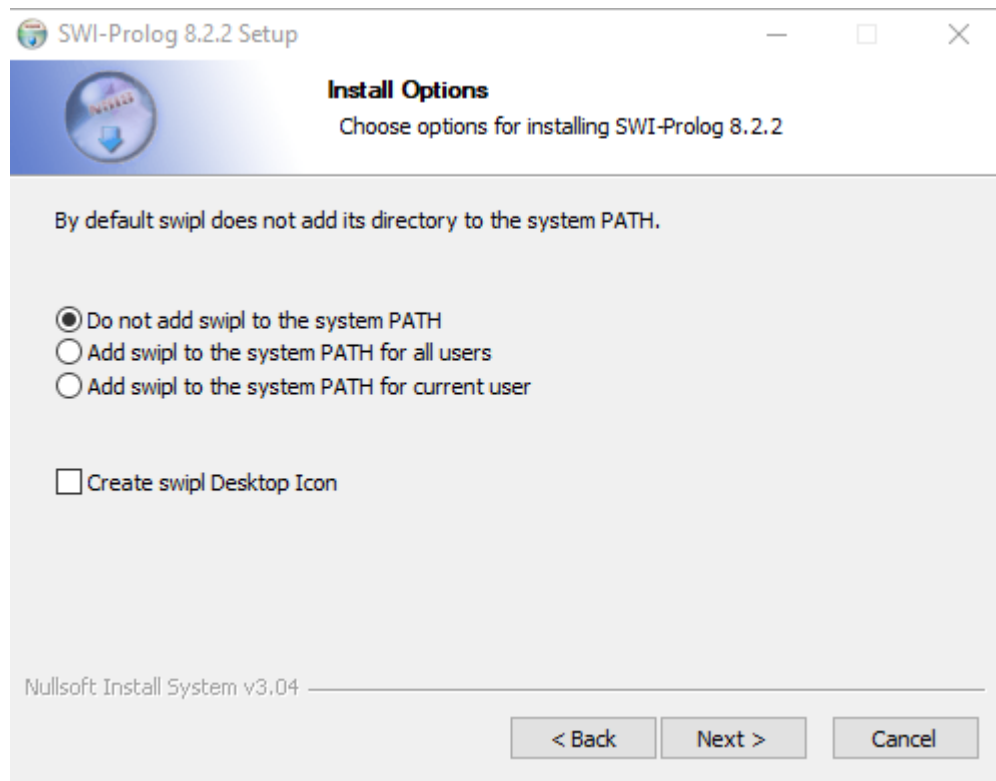 SWI-Prolog 8.2.2 Setup
Install Options
Choose options for installing SWI-Prolog 8.2.2
By default swipl does not add its directory to the system PATH.
Do not add swipl to the system PATH
Add swipl to the system PATH for all users
Add swipl to the system PATH for current user
Create swipl Desktop Icon
Nullsoft Install System v3.04
< Back Next > Cancel